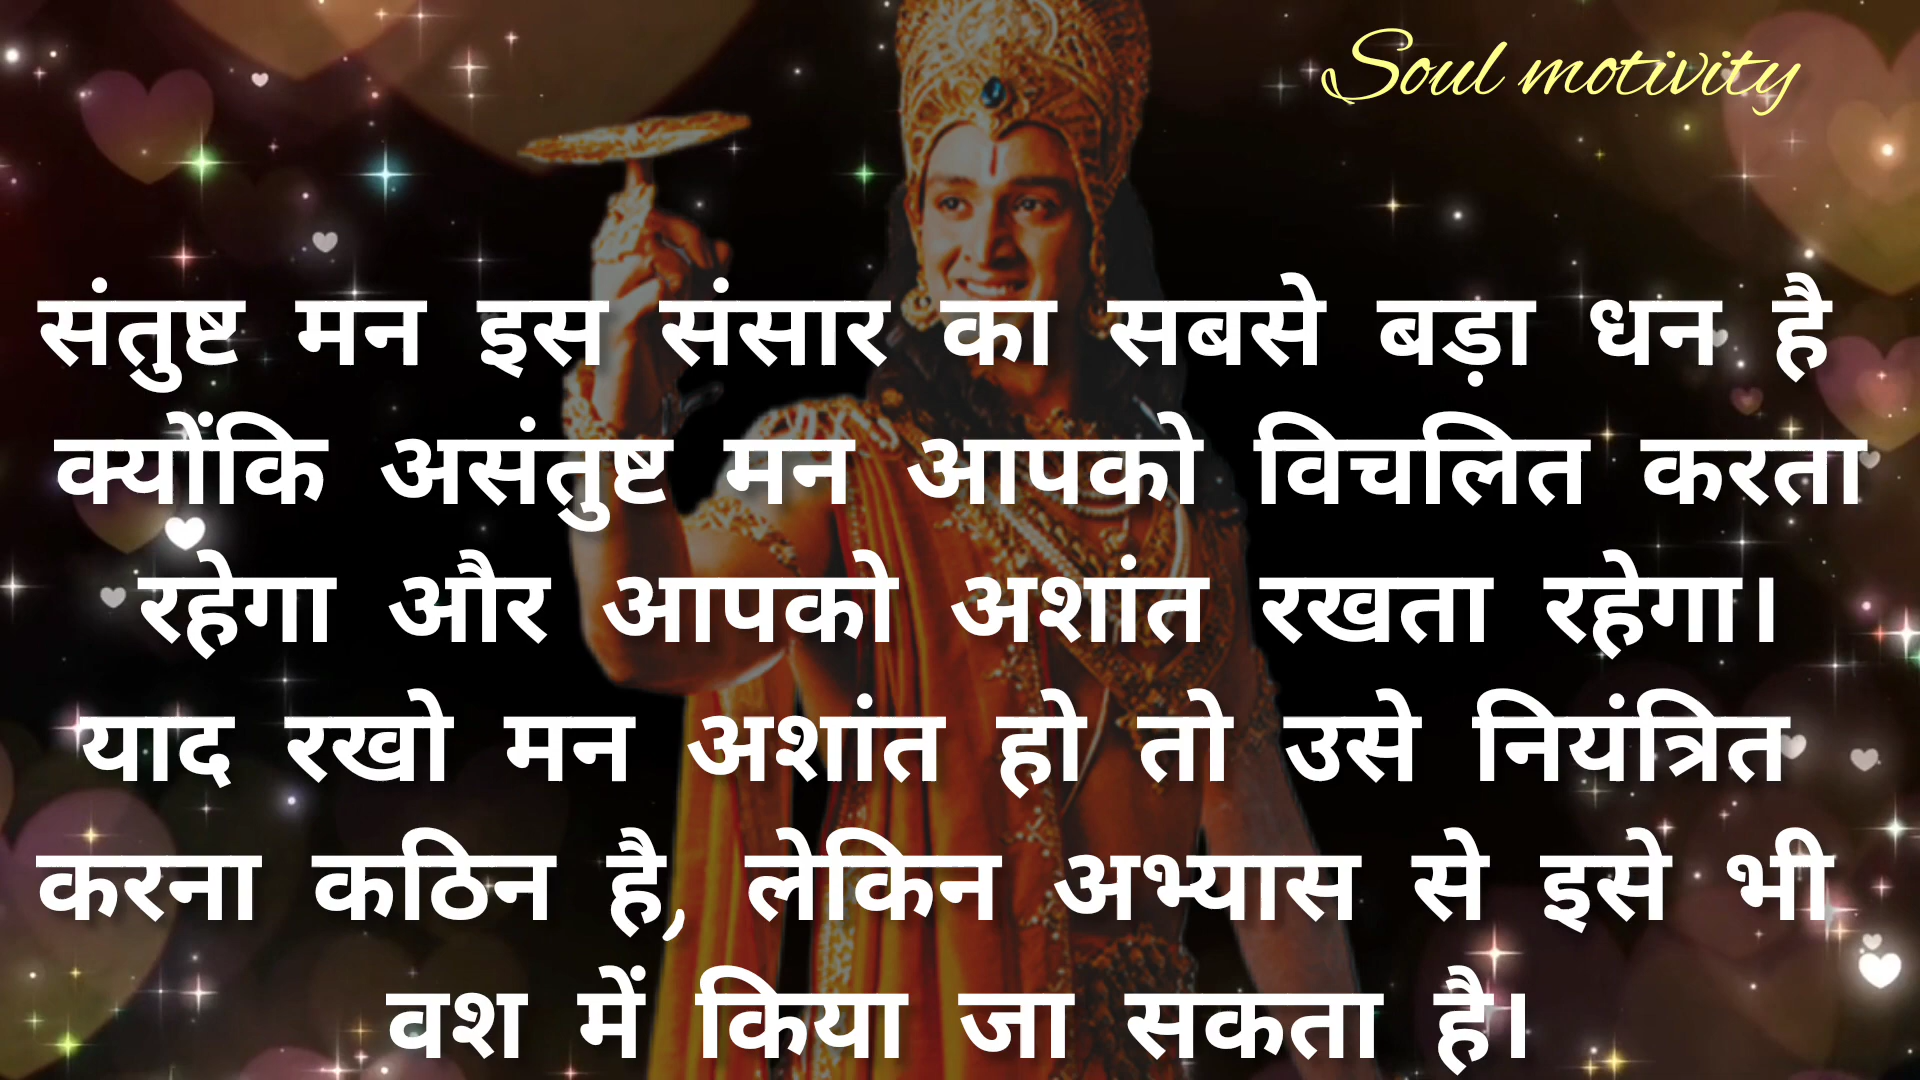 Soul motivity
संतुष्ट मन इस संसार का सबसे बड़ा धन है
क्योंकि असंतुष्ट मन आपको विचलित करता
रहेगा और आपको अशांत रखता रहेगा।
याद रखो मन अशांत हो तो उसे नियंत्रित
करना कठिन है, लेकिन अभ्यास से इसे भी
वश में किया जा सकता है।